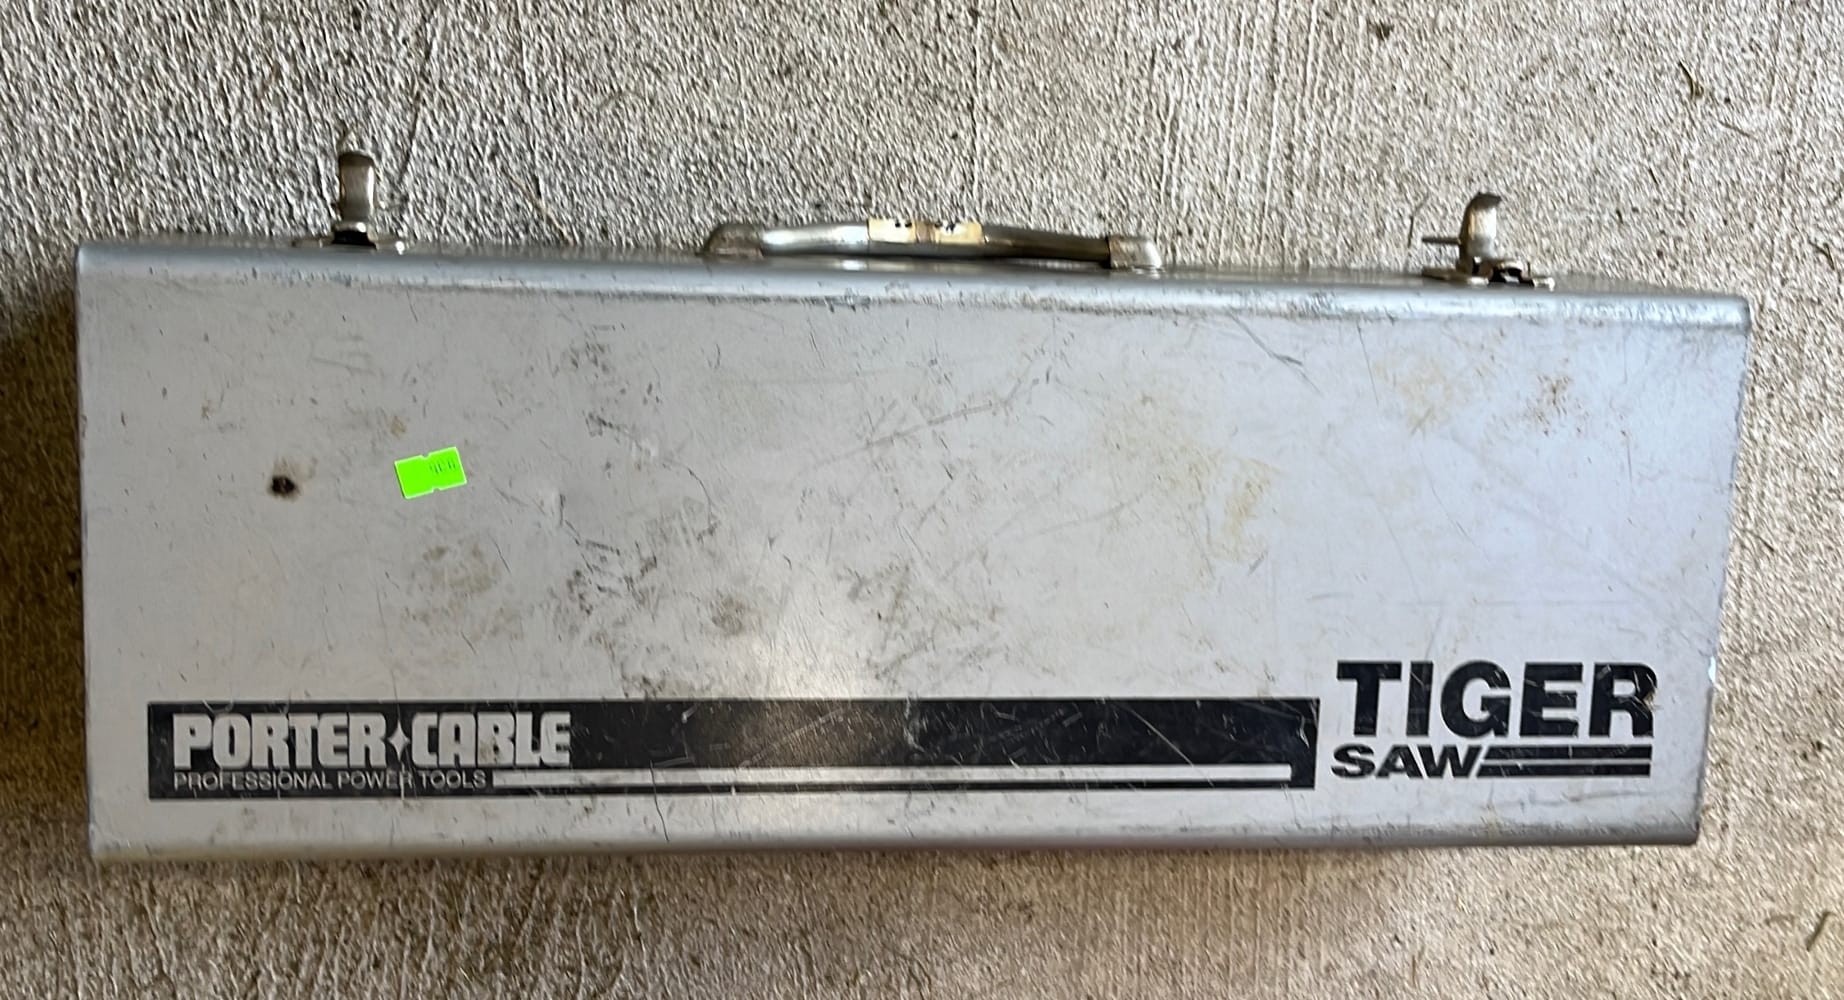 PORTER✦CABLE
PROFESSIONAL POWER TOOLS
TIGER
SAW